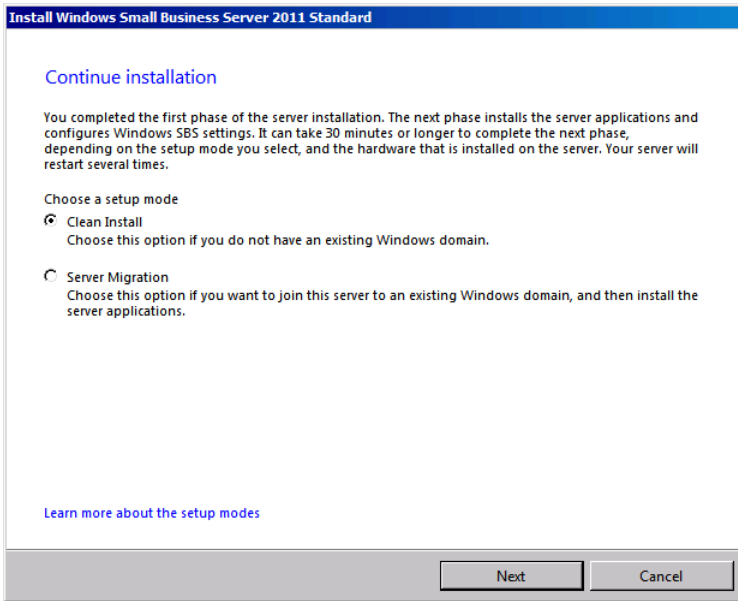 Install Windows Small Business Server 2011 Standard
Continue installation
You completed the first phase of the server installation. The next phase installs the server applications and
configures Windows SBS settings. It can take 30 minutes or longer to complete the next phase,
depending on the setup mode you select, and the hardware that is installed on the server. Your server will
restart several times.
Choose a setup mode
Clean Install
Choose this option if you do not have an existing Windows domain.
Server Migration
Choose this option if you want to join this server to an existing Windows domain, and then install the
server applications.
Learn more about the setup modes
Next
Cancel